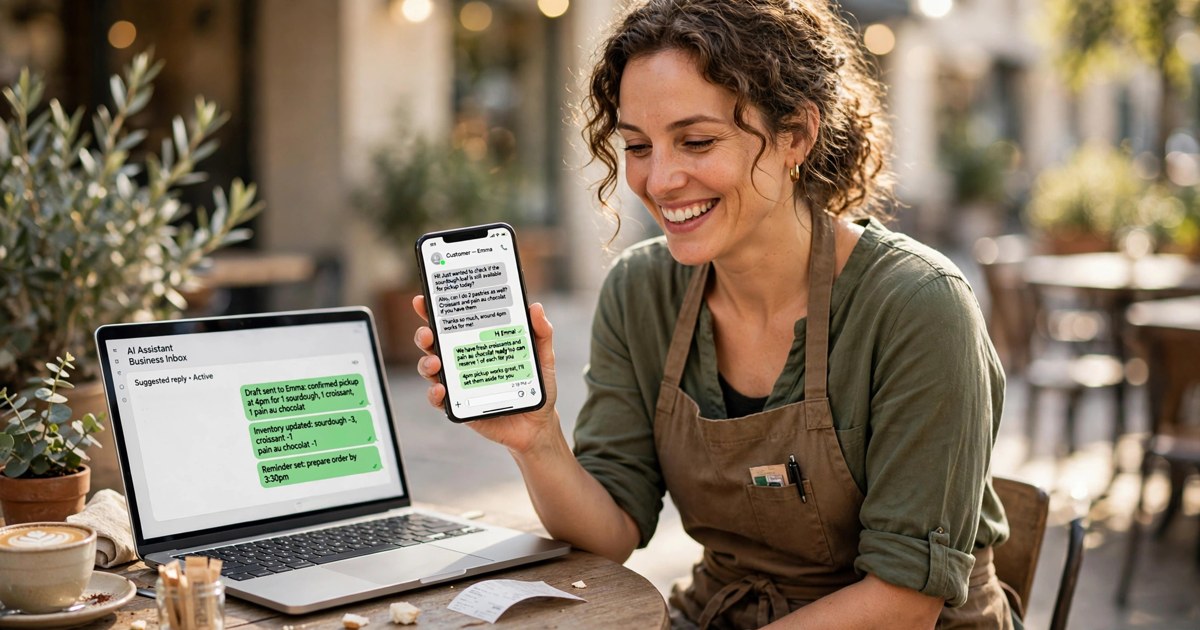 AI Assistant
Business Inbox
Suggested reply • Active
Draft sent to Emma: confirmed pickup
at 4pm for 1 sourdough, 1 croissant,
1 pain au chocolat
Inventory updated: sourdough -3,
croissant -1
pain au chocolat -1
Reminder set: prepare order by
3:30pm
Customer — Emma
Hi! Just wanted to check if the
sourdough loaf is still available
for pickup today?
Also, can I do 2 pastries as well?
Croissant and pain au chocolat
if you have them
Thanks so much, around 4pm
works for me!
Hi Emma!
We have fresh croissants and
pain au chocolat ready too can
reserve 1 of each for you
4pm pickup works great, I'll
set them aside for you